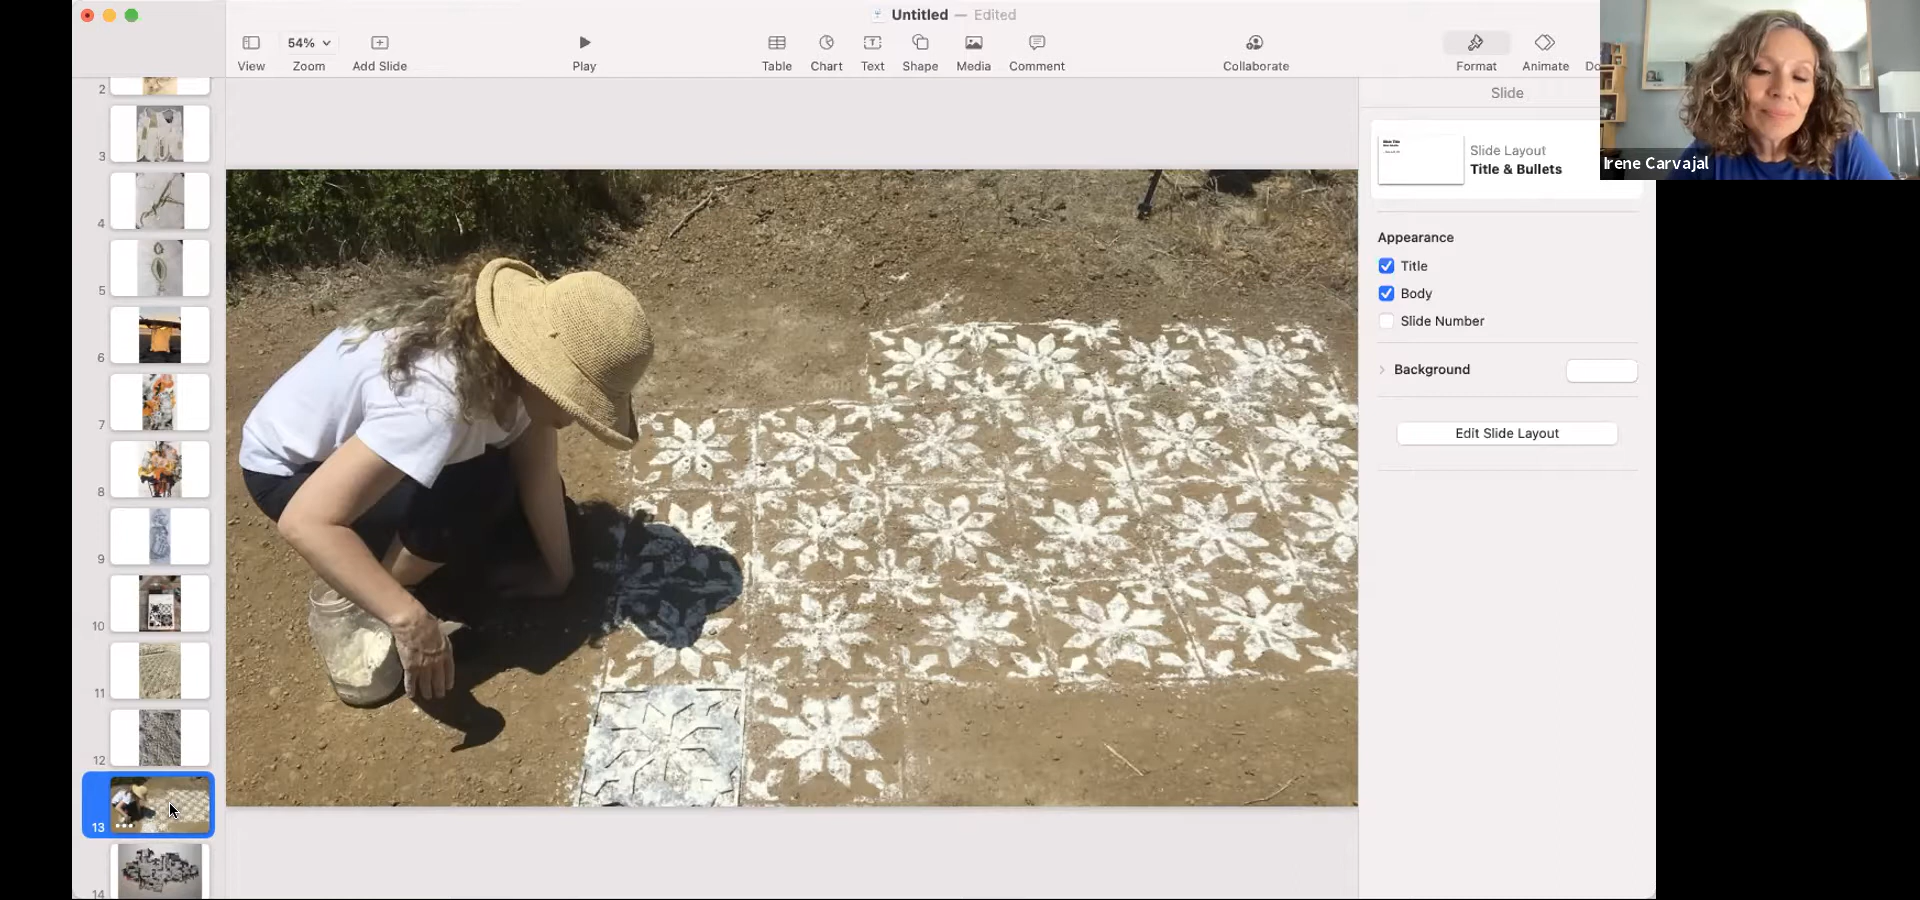 Untitled — Edited
View
54%
Zoom
Add Slide
Play
Table
Chart
Text
Shape
Media
Comment
Collaborate
Format
Animate
Do
Slide
Slide Layout
Title & Bullets
Irene Carvajal
Appearance
Title
Body
Slide Number
Background
Edit Slide Layout
2
3
4
5
6
7
8
9
10
11
12
13
14